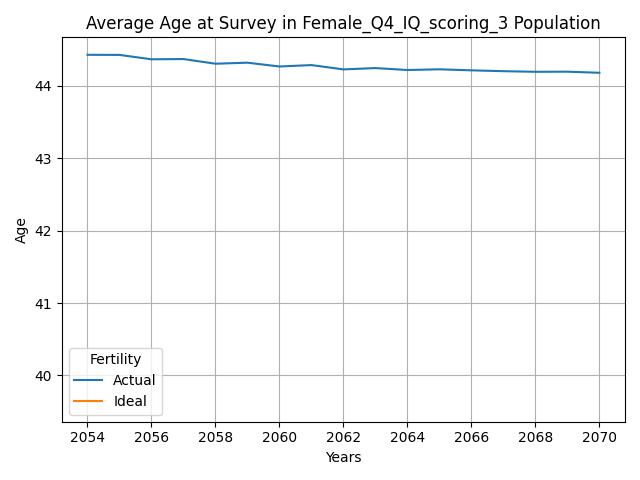 Average Age at Survey in Female_Q4_IQ_scoring_3 Population
Age
44
43
42
41
40
Fertility
Actual
Ideal
2054 2056 2058 2060 2062 2064 2066 2068 2070
Years